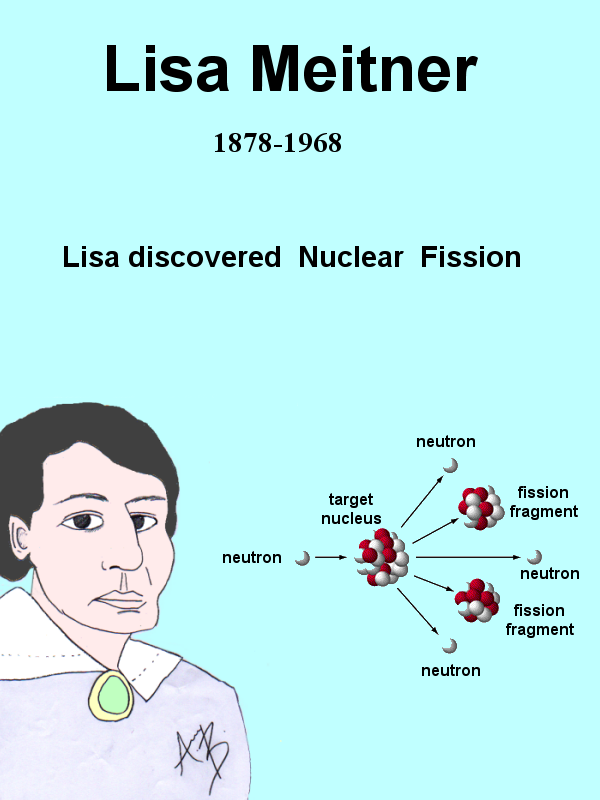 Lisa Meitner
1878-1968
Lisa discovered Nuclear Fission
neutron
target
nucleus
fission
fragment
neutron
neutron
fission
fragment
neutron